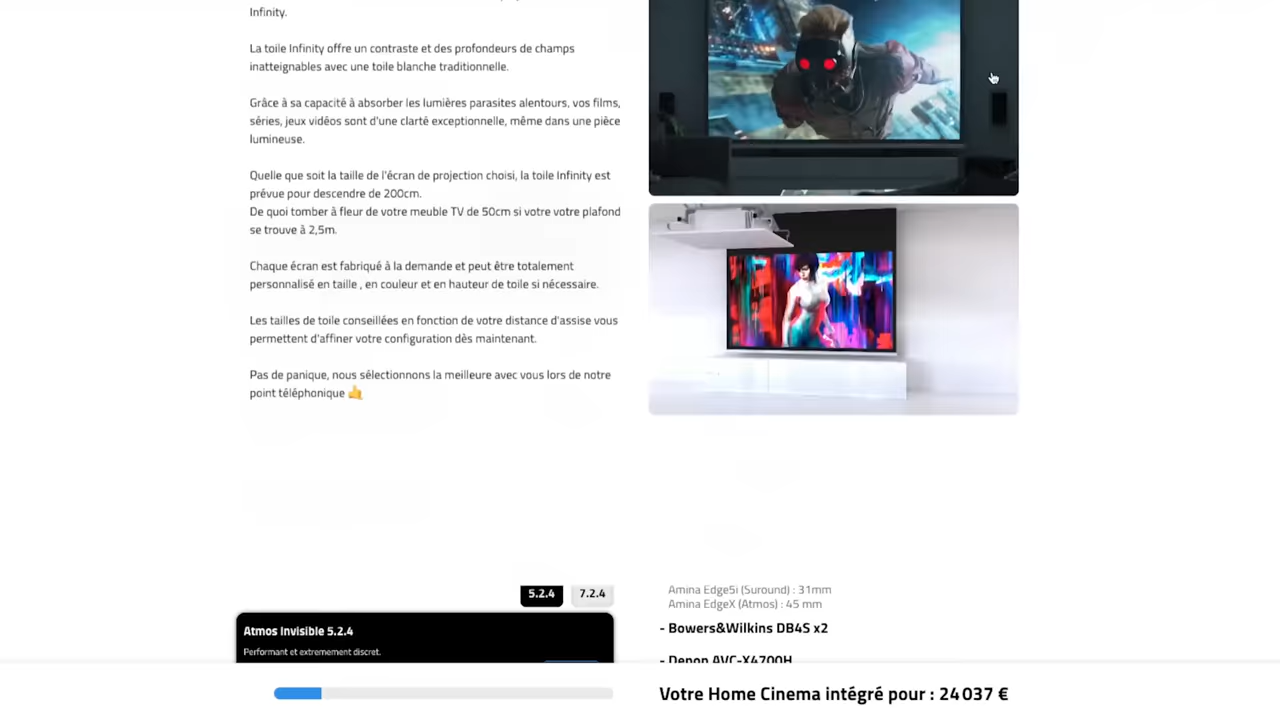 Infinity.
La toile Infinity offre un contraste et des profondeurs de champs
inatteignables avec une toile blanche traditionnelle.
Grâce à sa capacité à absorber les lumières parasites alentours, vos films,
séries, jeux vidéos sont d'une clarté exceptionnelle, même dans une pièce
lumineuse.
Quelle que soit la taille de l'écran de projection choisi, la toile Infinity est
prévue pour descendre de 200cm.
De quoi tomber à fleur de votre meuble TV de 50cm si votre votre plafond
se trouve à 2,5m.
Chaque écran est fabriqué à la demande et peut être totalement
personnalisé en taille , en couleur et en hauteur de toile si nécessaire.
Les tailles de toile conseillées en fonction de votre distance d'assise vous
permettent d'affiner votre configuration dès maintenant.
Pas de panique, nous sélectionnons la meilleure avec vous lors de notre
point téléphonique 🤙
5.2.4 7.2.4
Atmos Invisible 5.2.4
Performant et extremement discret.
Amina Edge5i (Suround) : 31mm
Amina EdgeX (Atmos) : 45 mm
- Bowers&Wilkins DB4S x2
- Denon AVC-X4700H
Votre Home Cinema intégré pour : 24 037 €